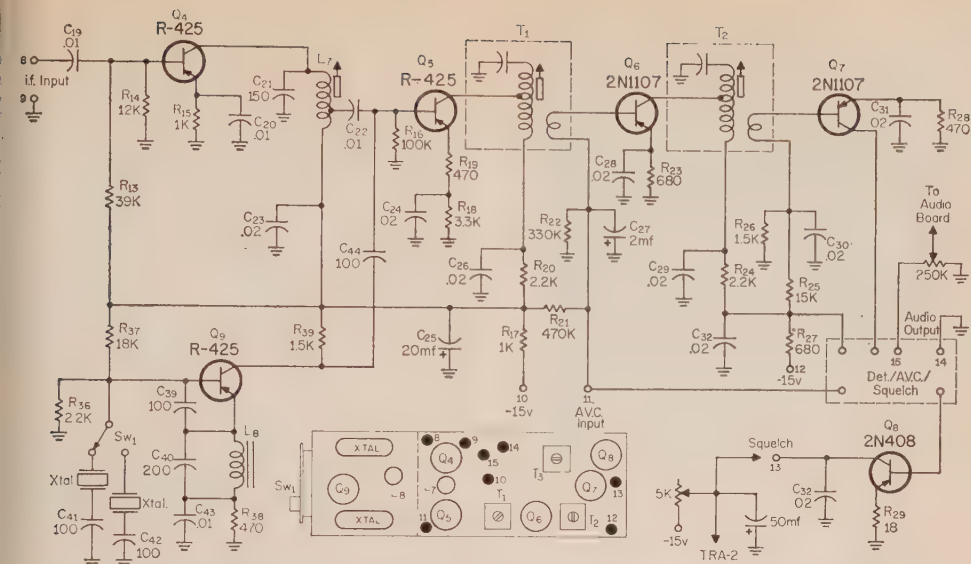 Q4
R-425
C19
.01
8
i.f. Input
9
R14
12K
R15
1K
C20
.01
C21
150
L7
C22
.01
R16
100K
Q5
R-425
R19
470
C24
.02
R18
3.3K
T1
Q6
2N1107
C28
.02
R23
680
T2
Q7
2N1107
C31
.02
R28
470
R13
39K
C23
.02
C44
100
C26
.02
R20
2.2K
R22
330K
C27
2mf
+
C29
.02
R24
2.2K
R26
1.5K
C30
.02
R25
15K
To
Audio
Board
250K
R37
18K
Q9
R-425
R39
1.5K
C25
20mf
+
R17
1K
R21
470K
10
-15v
11
A.V.C.
input
C32
.02
R27
680
12
-15v
Audio
Output
15
14
Det./A.V.C./
Squelch
R36
2.2K
Sw1
C39
100
C40
200
L8
C43
.01
R38
470
Xtal
Xtal.
C41
100
C42
100
Sw1
XTAL
Q9
XTAL
8
8
Q4
9
15
14
10
7
11
Q5
T1
T3
Q6
Q8
Q7
13
T2
12
Squelch
13
5K
-15v
50mf
+
TRA-2
C32
.02
Q8
2N408
R29
18